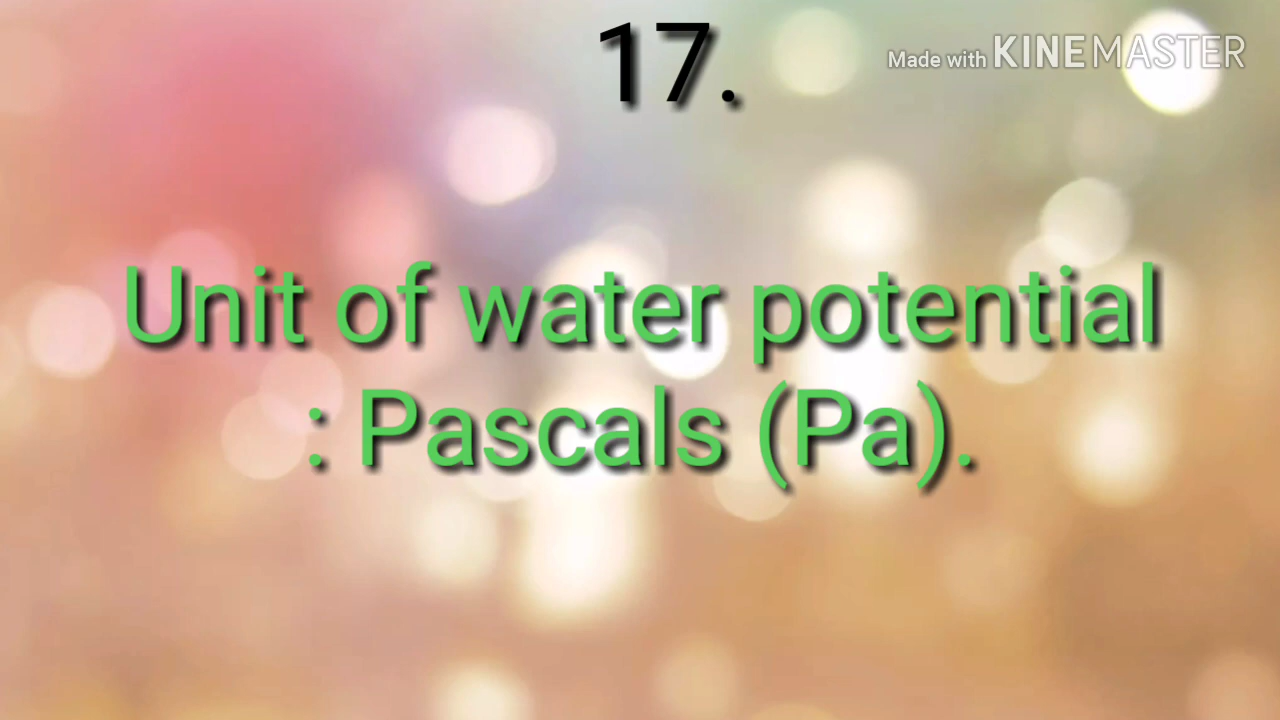 17.
Made with KINEMASTER
Unit of water potential
: Pascals (Pa).